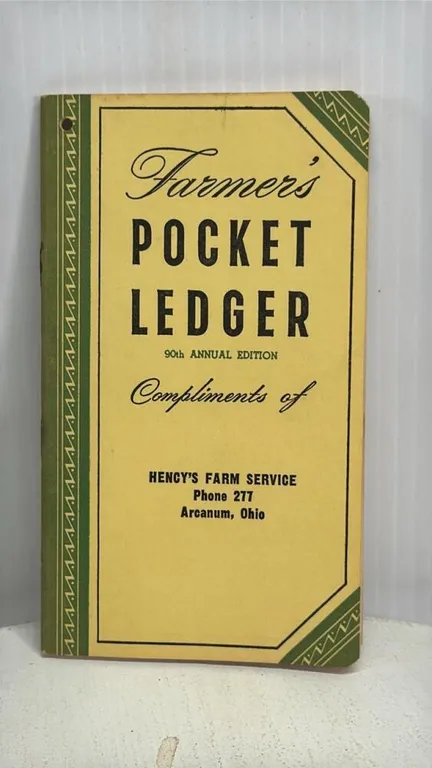 Farmer's
POCKET
LEDGER
90th ANNUAL EDITION
Compliments of
HENCY'S FARM SERVICE
Phone 277
Arcanum, Ohio